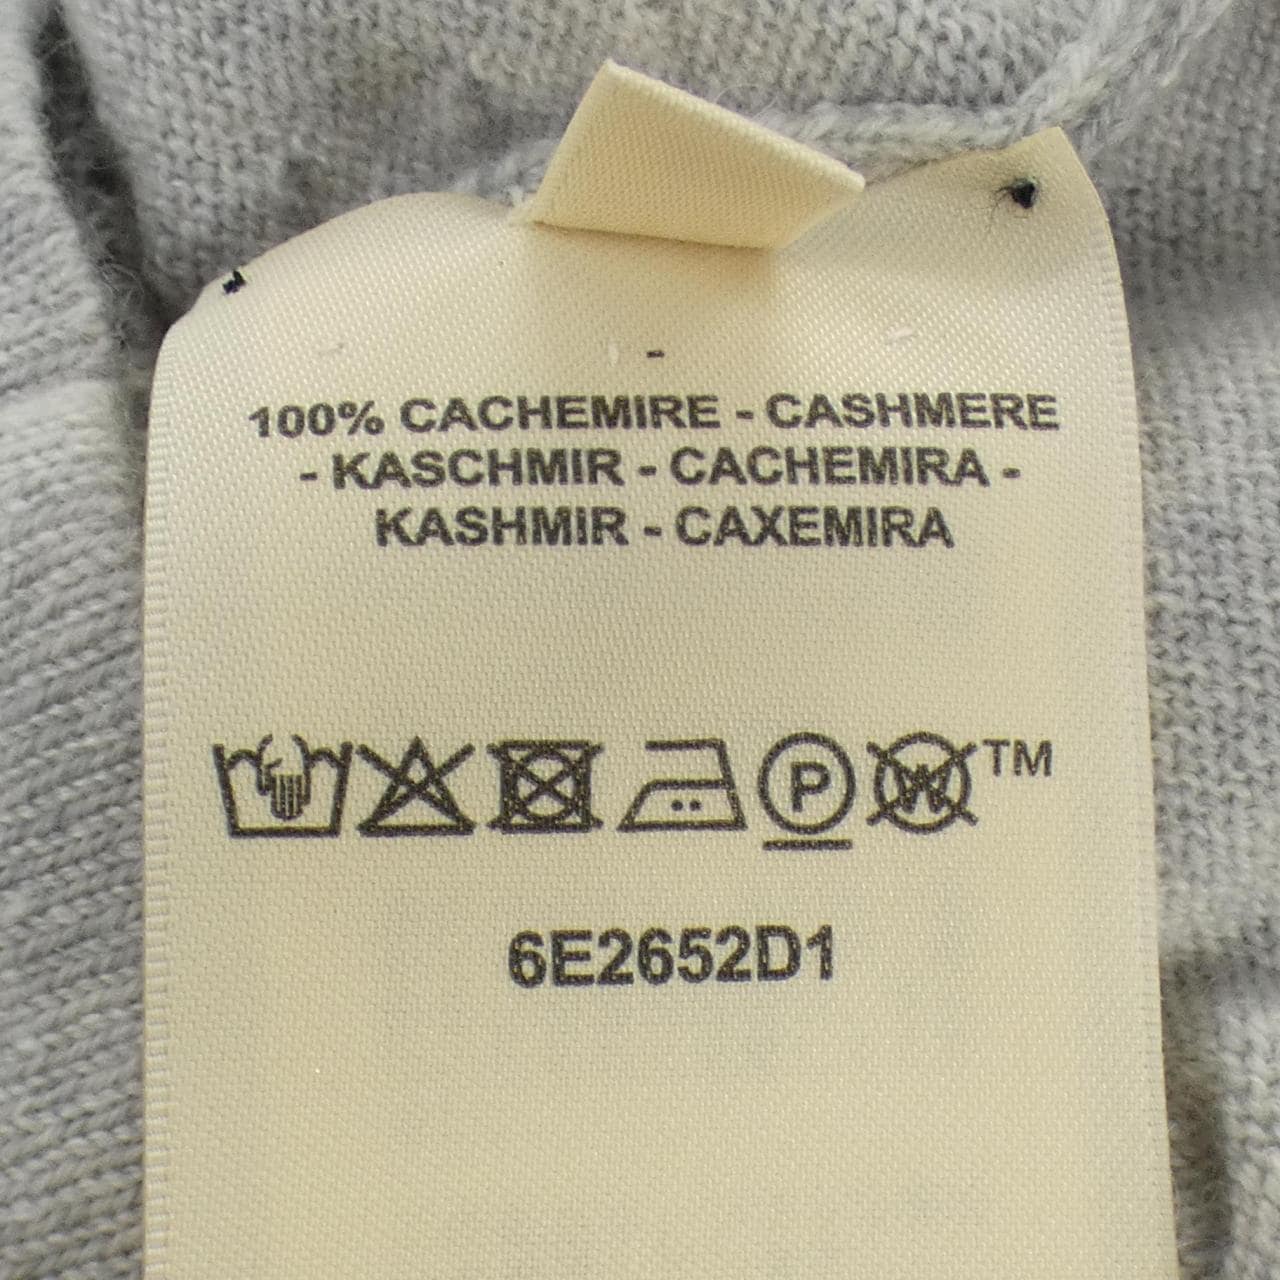 -
100% CACHEMIRE - CASHMERE
- KASCHMIR - CACHEMIRA -
KASHMIR - CAXEMIRA
P W TM
6E2652D1